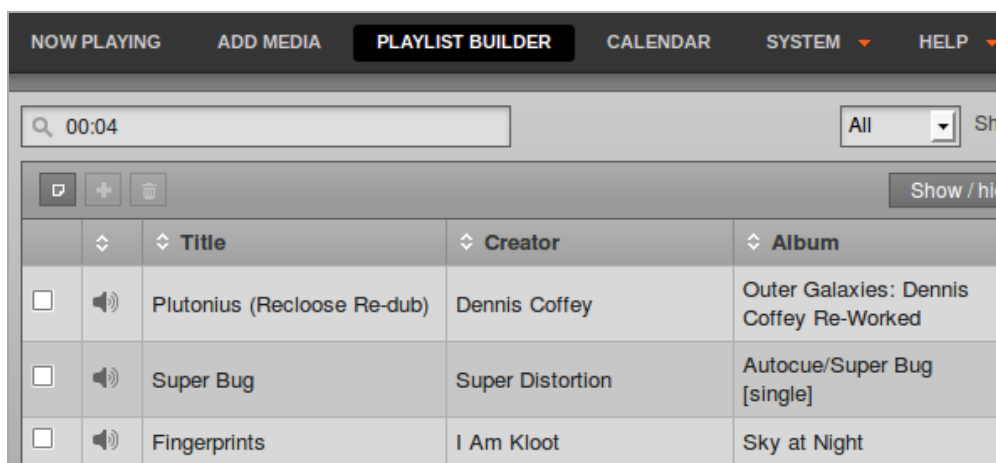 NOW PLAYING ADD MEDIA PLAYLIST BUILDER CALENDAR SYSTEM HELP
00:04 All Sh
Show / hi
Title Creator Album
Plutonius (Recloose Re-dub) Dennis Coffey Outer Galaxies: Dennis
Coffey Re-Worked
Super Bug Super Distortion Autocue/Super Bug
[single]
Fingerprints I Am Kloot Sky at Night